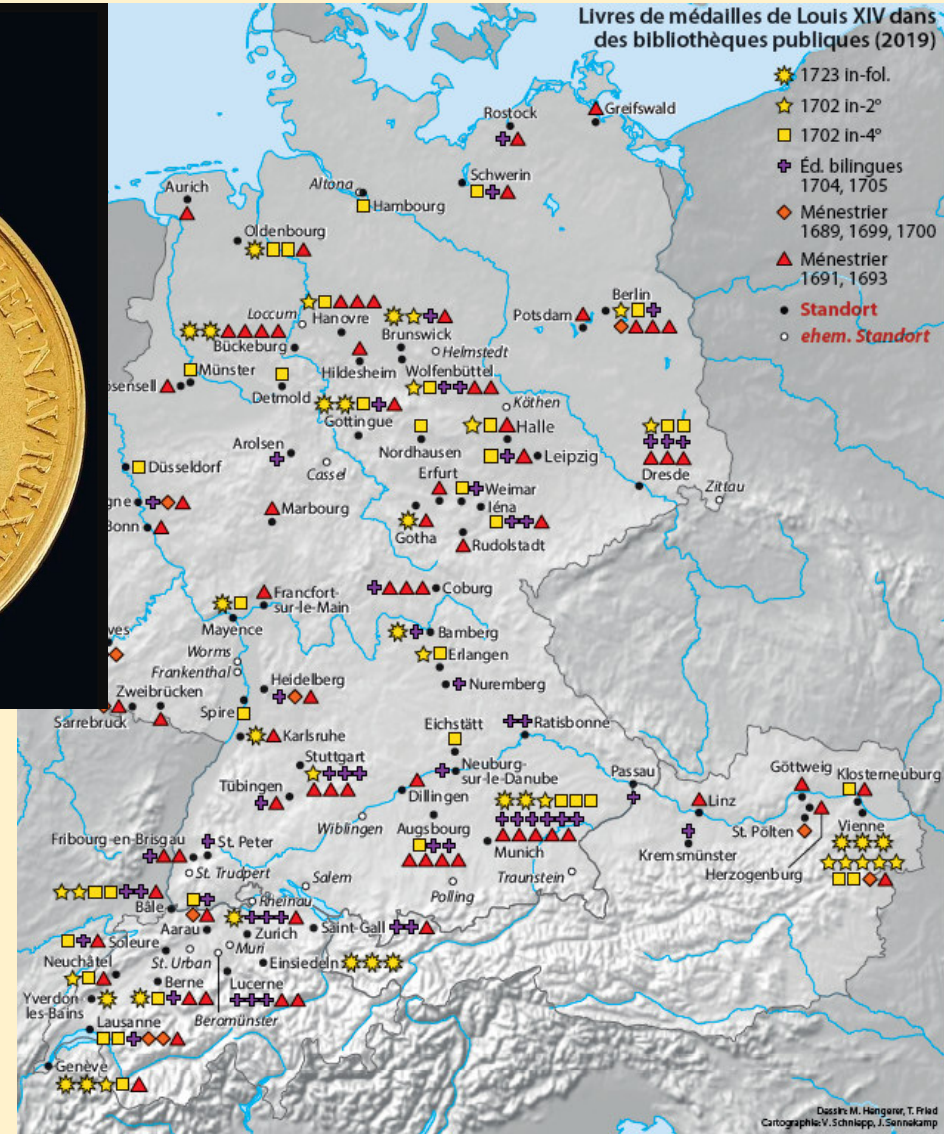 Livres de médailles de Louis XIV dans
des bibliothèques publiques (2019)
1723 in-fol.
1702 in-2°
1702 in-4°
Éd. bilingues
1704, 1705
Ménestrier
1689, 1699, 1700
Ménestrier
1691, 1693
Standort
ehem. Standort
ET·NAV·REX
Rostock
Greifswald
Schwerin
Aurich
Altona
Hambourg
Oldenbourg
Loccum
Hanovre
Bückeburg
Brunswick
Helmstedt
Potsdam
Berlin
Münster
Detmold
Hildesheim
Wolfenbüttel
Köthen
Göttingue
Nordhausen
Halle
Leipzig
Arolsen
Cassel
Düsseldorf
Erfurt
Weimar
Iéna
Dresde
Zittau
gne
Bonn
Marbourg
Gotha
Rudolstadt
Francfort-
sur-le-Main
Coburg
Mayence
Bamberg
Erlangen
ves
Worms
Frankenthal
Nuremberg
Zweibrücken
Heidelberg
Sarrebruck
Spire
Karlsruhe
Eichstätt
Ratisbonne
Stuttgart
Neuburg-
sur-le-Danube
Passau
Göttweig
Klosterneuburg
Tübingen
Dillingen
Linz
Wiblingen
Augsbourg
Munich
St. Pölten
Vienne
Kremsmünster
Herzogenburg
Fribourg-en-Brisgau
St. Peter
St. Trudpert
Salem
Polling
Traunstein
Bâle
Rheinau
Aarau
Zurich
Saint-Gall
Soleure
Muri
Neuchâtel
St. Urban
Einsiedeln
Yverdon
les-Bains
Berne
Lucerne
Beromünster
Lausanne
Genève
Dessin: M. Hengerer, T. Fried
Cartographie: V. Schniepp, J. Sennekamp